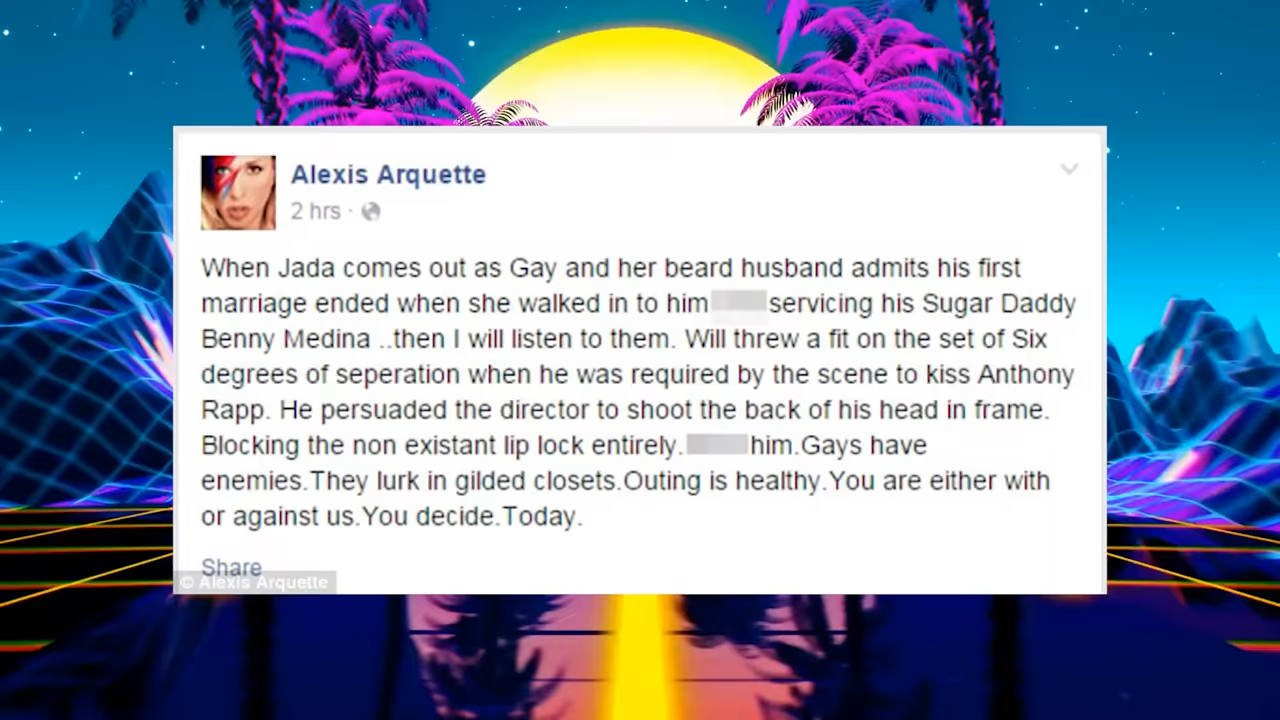 Alexis Arquette
2 hrs ·
When Jada comes out as Gay and her beard husband admits his first
marriage ended when she walked in to him servicing his Sugar Daddy
Benny Medina ..then I will listen to them. Will threw a fit on the set of Six
degrees of seperation when he was required by the scene to kiss Anthony
Rapp. He persuaded the director to shoot the back of his head in frame.
Blocking the non existant lip lock entirely. him.Gays have
enemies.They lurk in gilded closets.Outing is healthy.You are either with
or against us.You decide.Today.
Share
© Alexis Arquette